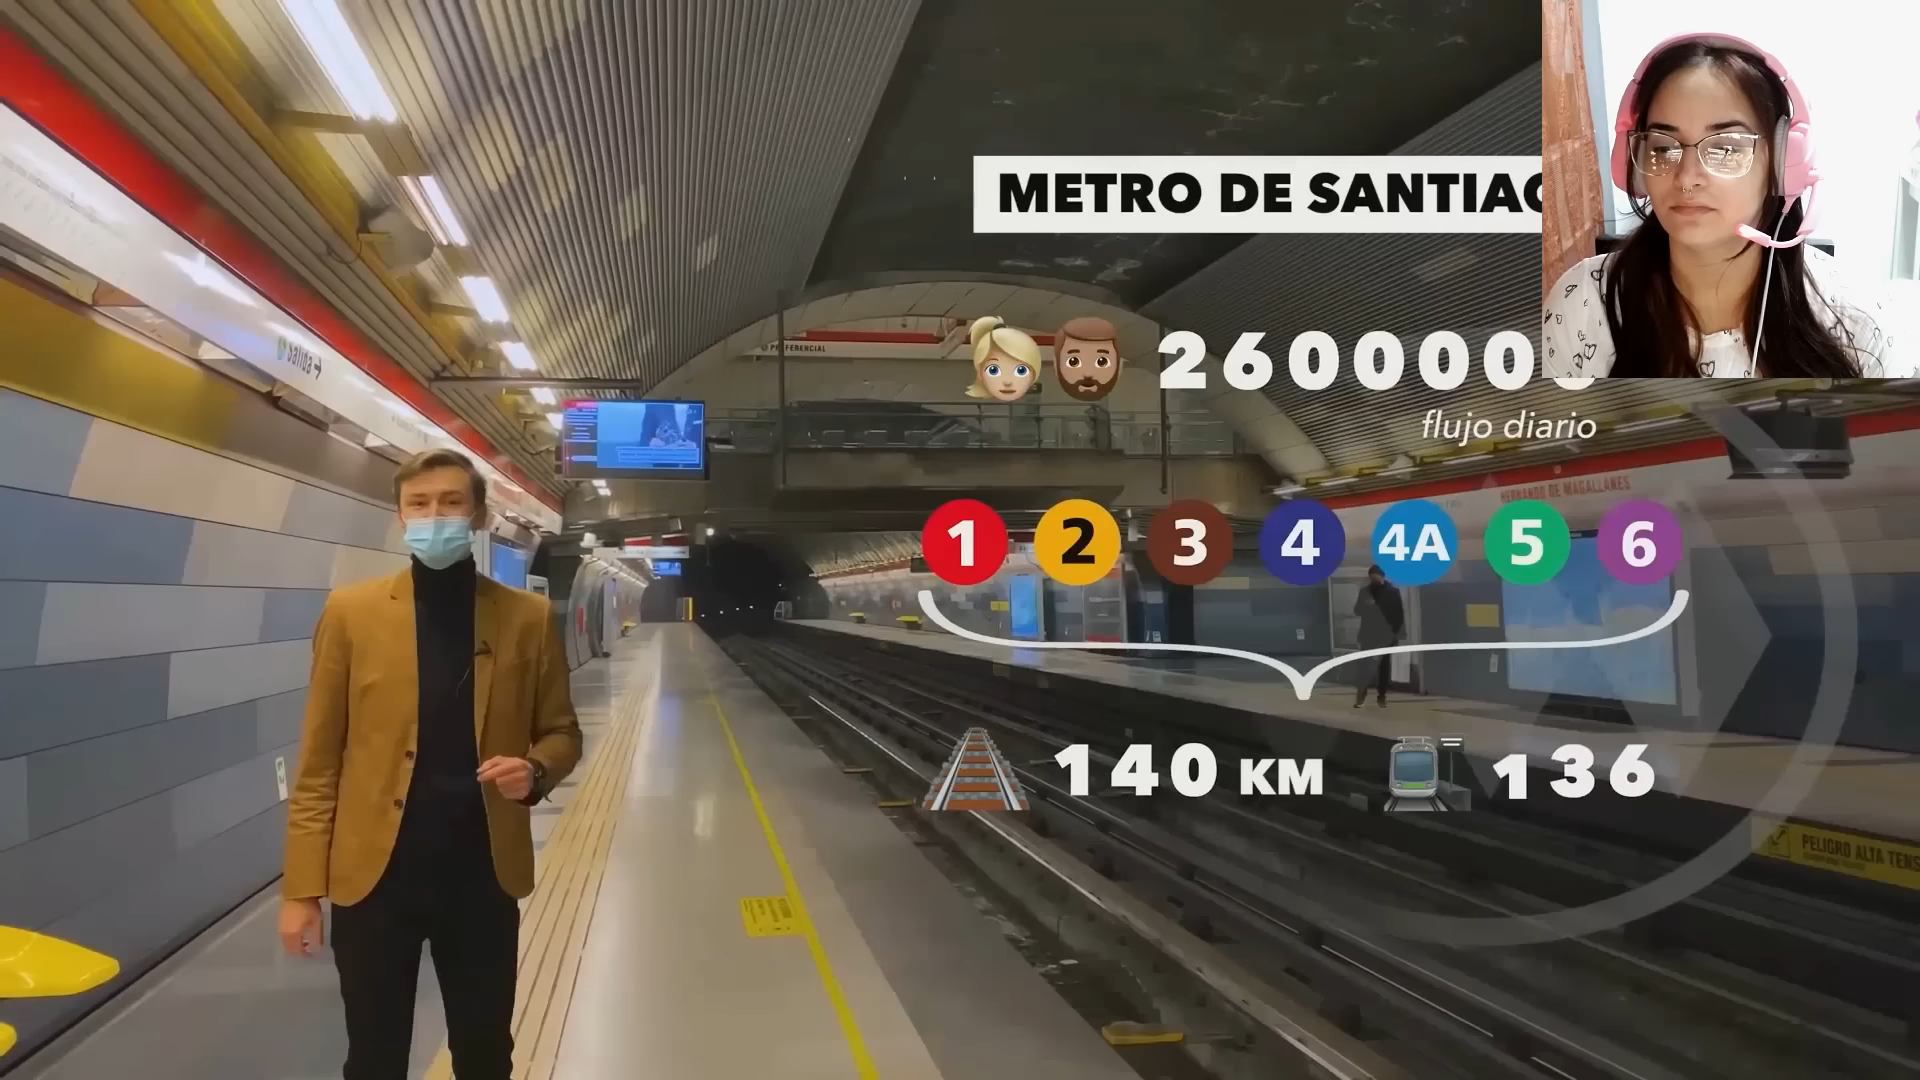 METRO DE SANTIAG
salida →
PREFERENCIAL
260000
flujo diario
HERNANDO DE MAGALLANES
1 2 3 4 4A 5 6
140 KM 136
PELIGRO ALTA TENS